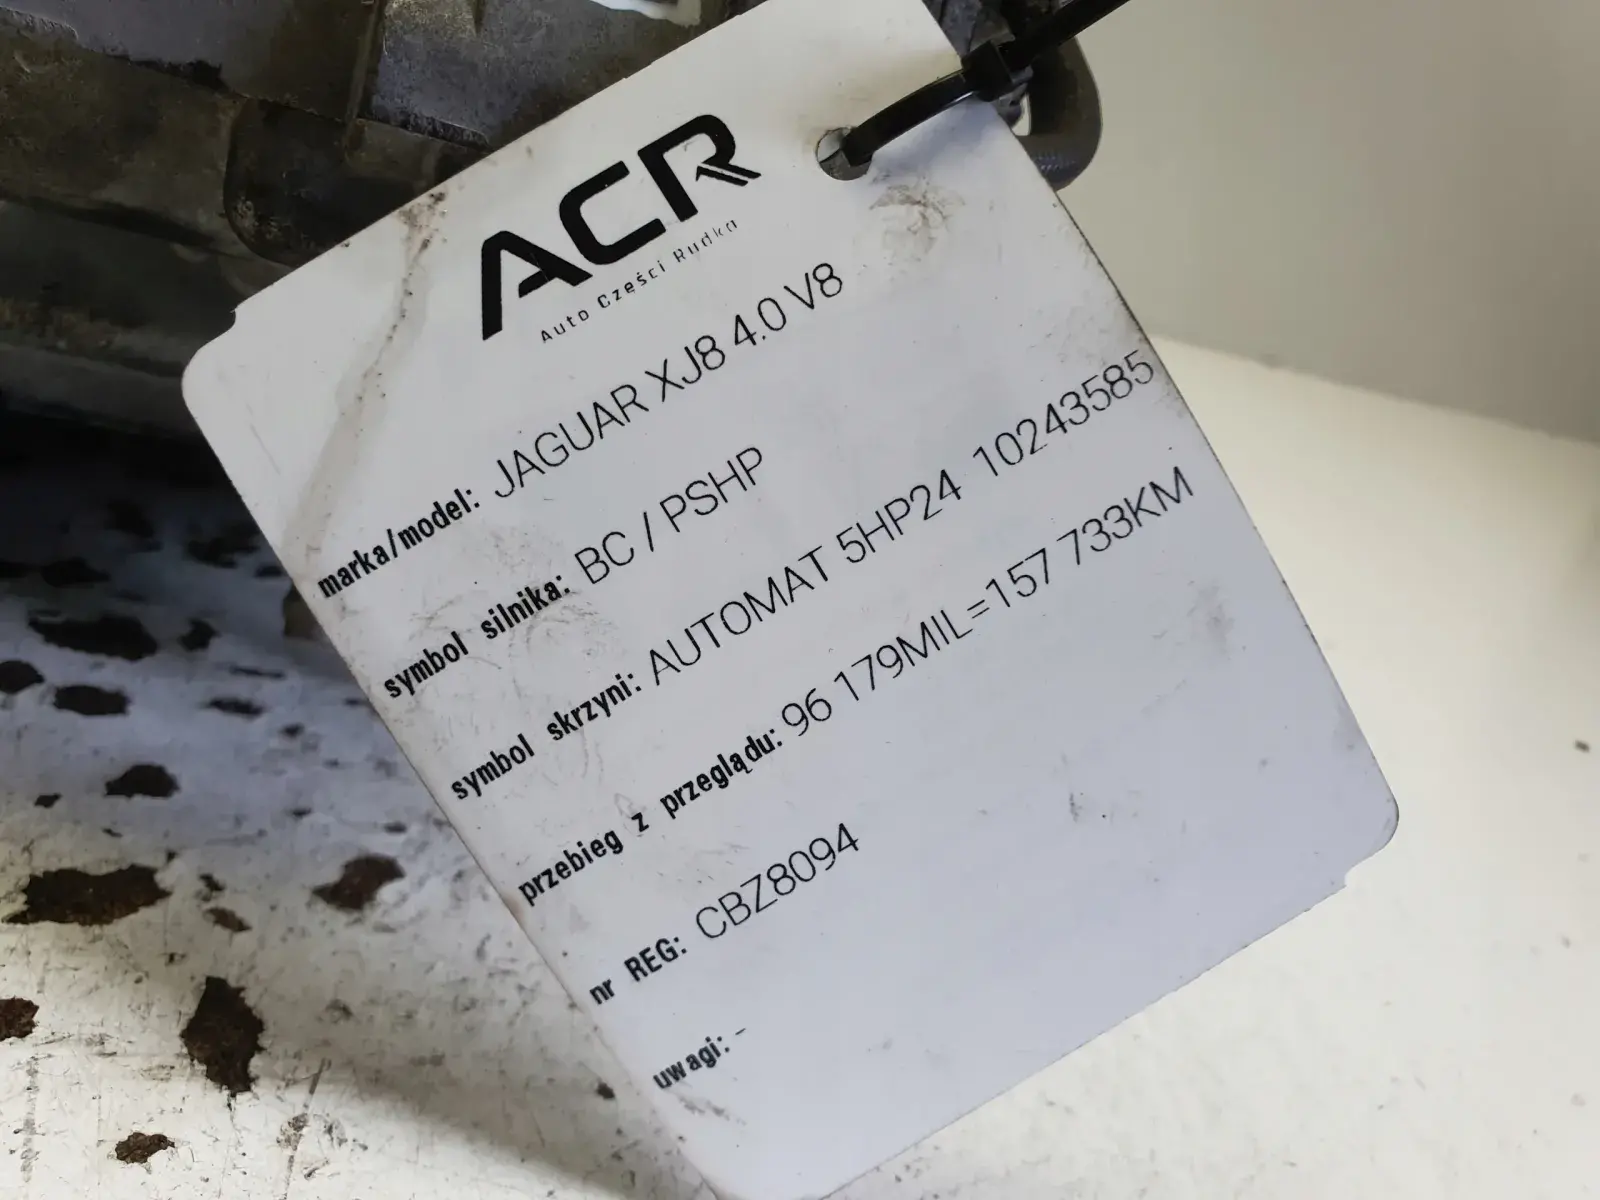 ACR
Auto Części Rudka
marka/model: JAGUAR XJ8 4.0 V8
symbol silnika: BC / PSHP
symbol skrzyni: AUTOMAT 5HP24 10243585
przebieg z przeglądu: 96 179MIL=157 733KM
nr REG: CBZ8094
uwagi: -